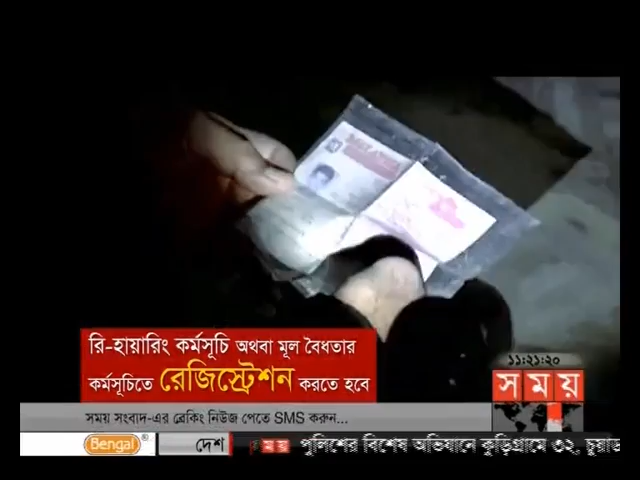 রি-হায়ারিং কর্মসূচি অথবা মূল বৈধতার
কর্মসূচিতে রেজিস্ট্রেশন করতে হবে
১১:২১:২০
সময়
সময় সংবাদ-এর ব্রেকিং নিউজ পেতে SMS করুন...
Bengal® দেশ সময় পুলিশের বিশেষ অভিযানে কুড়িগ্রামে ৩২,